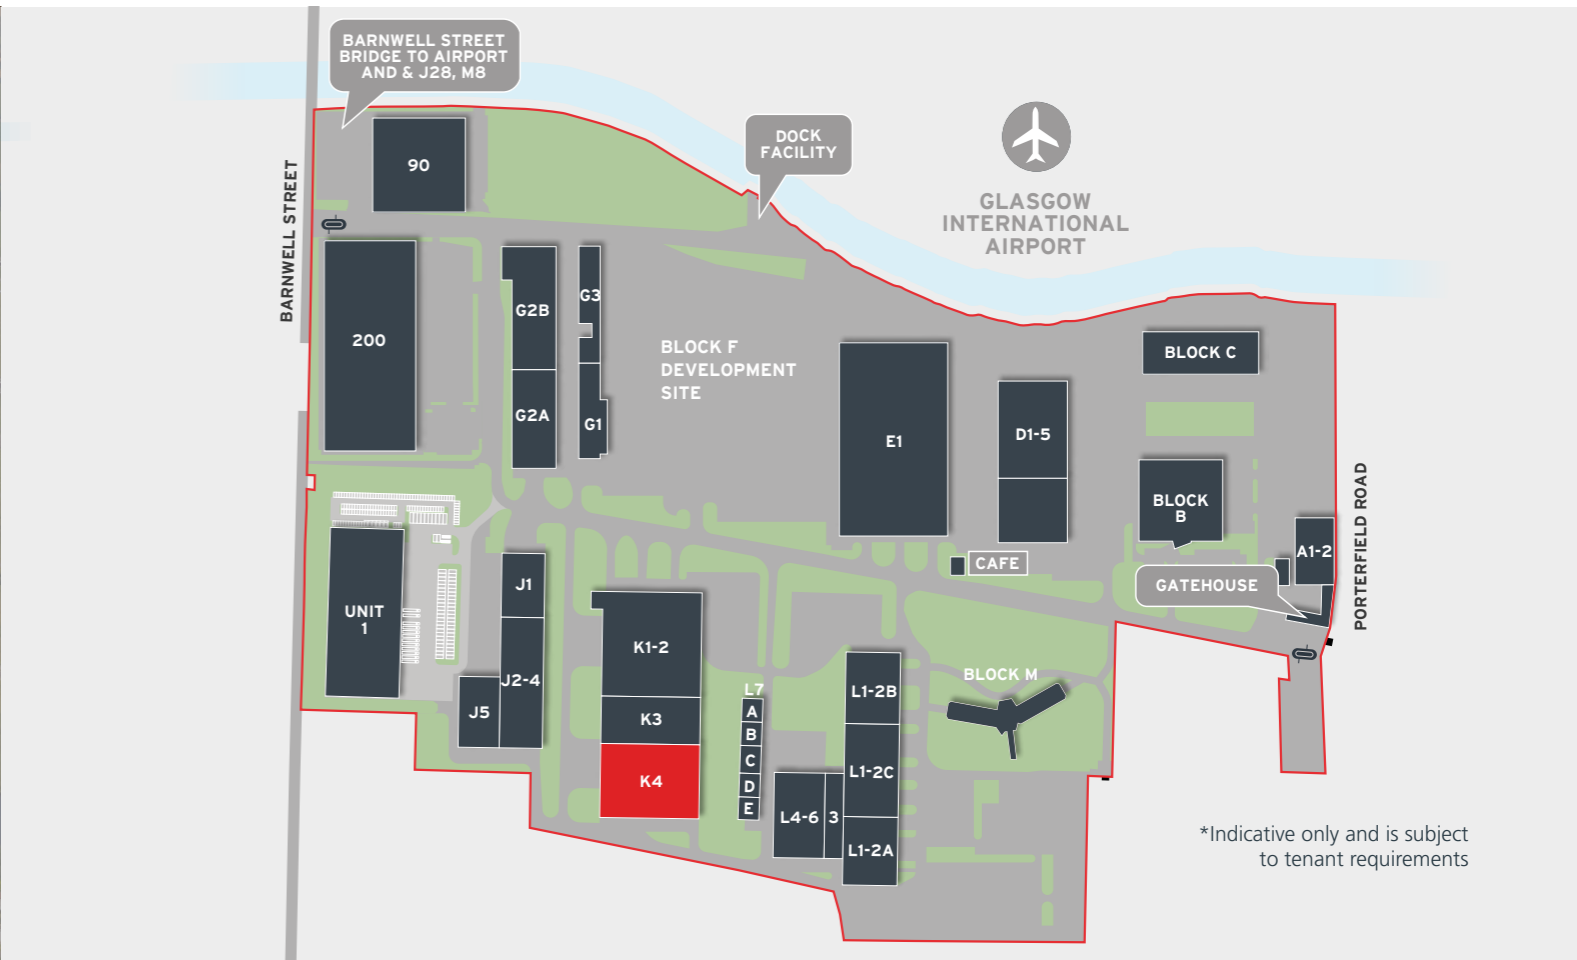 BARNWELL STREET
BRIDGE TO AIRPORT
AND & J28, M8
DOCK
FACILITY
GLASGOW
INTERNATIONAL
AIRPORT
BARNWELL STREET
90
200
G2B
G2A
G3
G1
BLOCK F
DEVELOPMENT
SITE
E1
D1-5
BLOCK C
BLOCK
B
A1-2
PORTERFIELD ROAD
CAFE
GATEHOUSE
UNIT
1
J1
J2-4
J5
K1-2
K3
K4
L7
A
B
C
D
E
L4-6
3
L1-2B
L1-2C
L1-2A
BLOCK M
*Indicative only and is subject
to tenant requirements